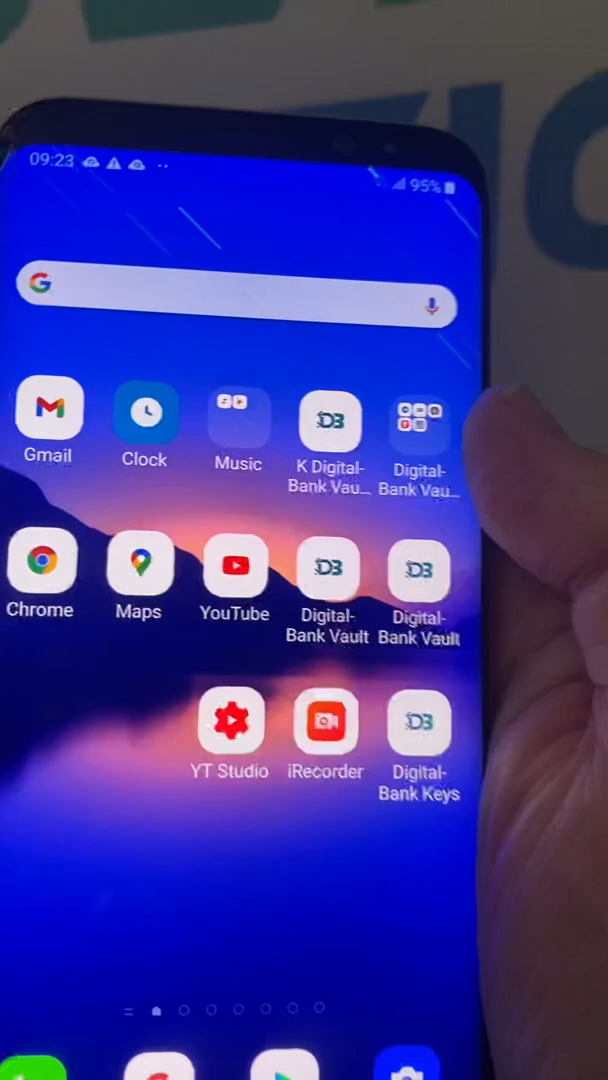 09:23
95%
Gmail
Clock
Music
K Digital-
Bank Vau...
Digital-
Bank Vau...
Chrome
Maps
YouTube
Digital-
Bank Vault
Digital-
Bank Vault
YT Studio
iRecorder
Digital-
Bank Keys